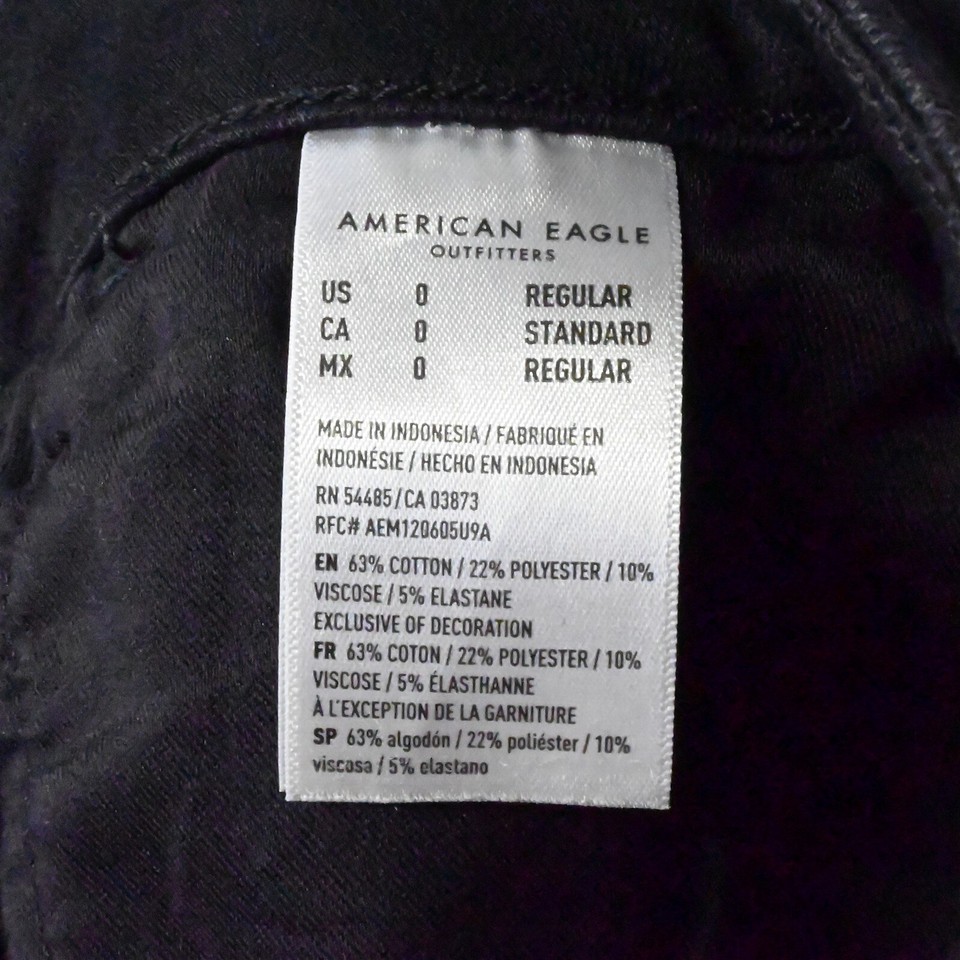 AMERICAN EAGLE
OUTFITTERS
US 0 REGULAR
CA 0 STANDARD
MX 0 REGULAR
MADE IN INDONESIA / FABRIQUÉ EN
INDONÉSIE / HECHO EN INDONESIA
RN 54485/CA 03873
RFC# AEM120605U9A
EN 63% COTTON / 22% POLYESTER / 10%
VISCOSE / 5% ELASTANE
EXCLUSIVE OF DECORATION
FR 63% COTON / 22% POLYESTER / 10%
VISCOSE / 5% ÉLASTHANNE
À L'EXCEPTION DE LA GARNITURE
SP 63% algodón / 22% poliéster / 10%
viscosa / 5% elastano